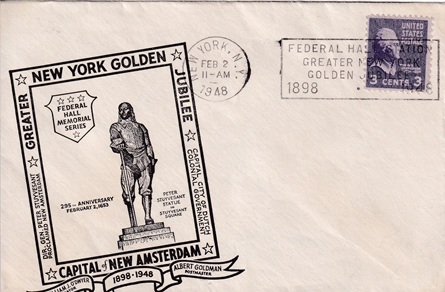 NEW YORK, N.Y.
FEB 2
11-AM
1948
FEDERAL HALL STATION
GREATER NEW YORK
GOLDEN JUBILEE
1898 1948
UNITED STATES
3 CENTS 3
GREATER NEW YORK GOLDEN JUBILEE
FEDERAL
HALL
MEMORIAL
SERIES
295TH ANNIVERSARY
FEBRUARY 2, 1653
PETER
STUYVESANT
STATUE
IN
STUYVESANT
SQUARE
DIR. GEN. PETER STUYVESANT
PROCLAIMED NEW AMSTERDAM
CAPITAL CITY OF DUTCH
COLONIAL GOVERNMENT
CAPITAL OF NEW AMSTERDAM
WILLIAM J. O'DWYER
1898-1948
ALBERT GOLDMAN
POSTMASTER